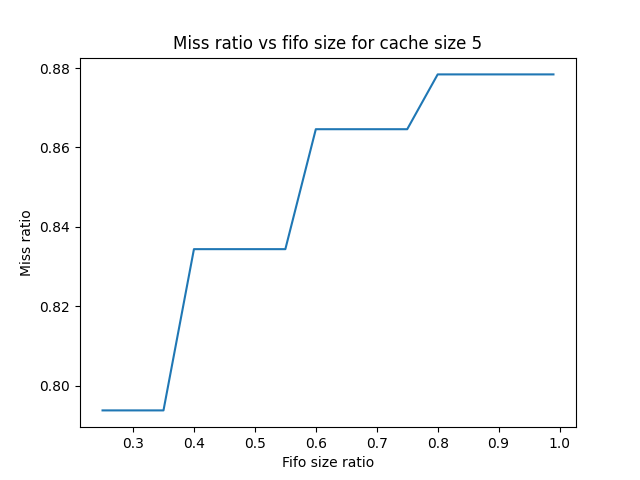 Miss ratio vs fifo size for cache size 5
0.88
0.86
0.84
0.82
0.80
Miss ratio
0.3 0.4 0.5 0.6 0.7 0.8 0.9 1.0
Fifo size ratio